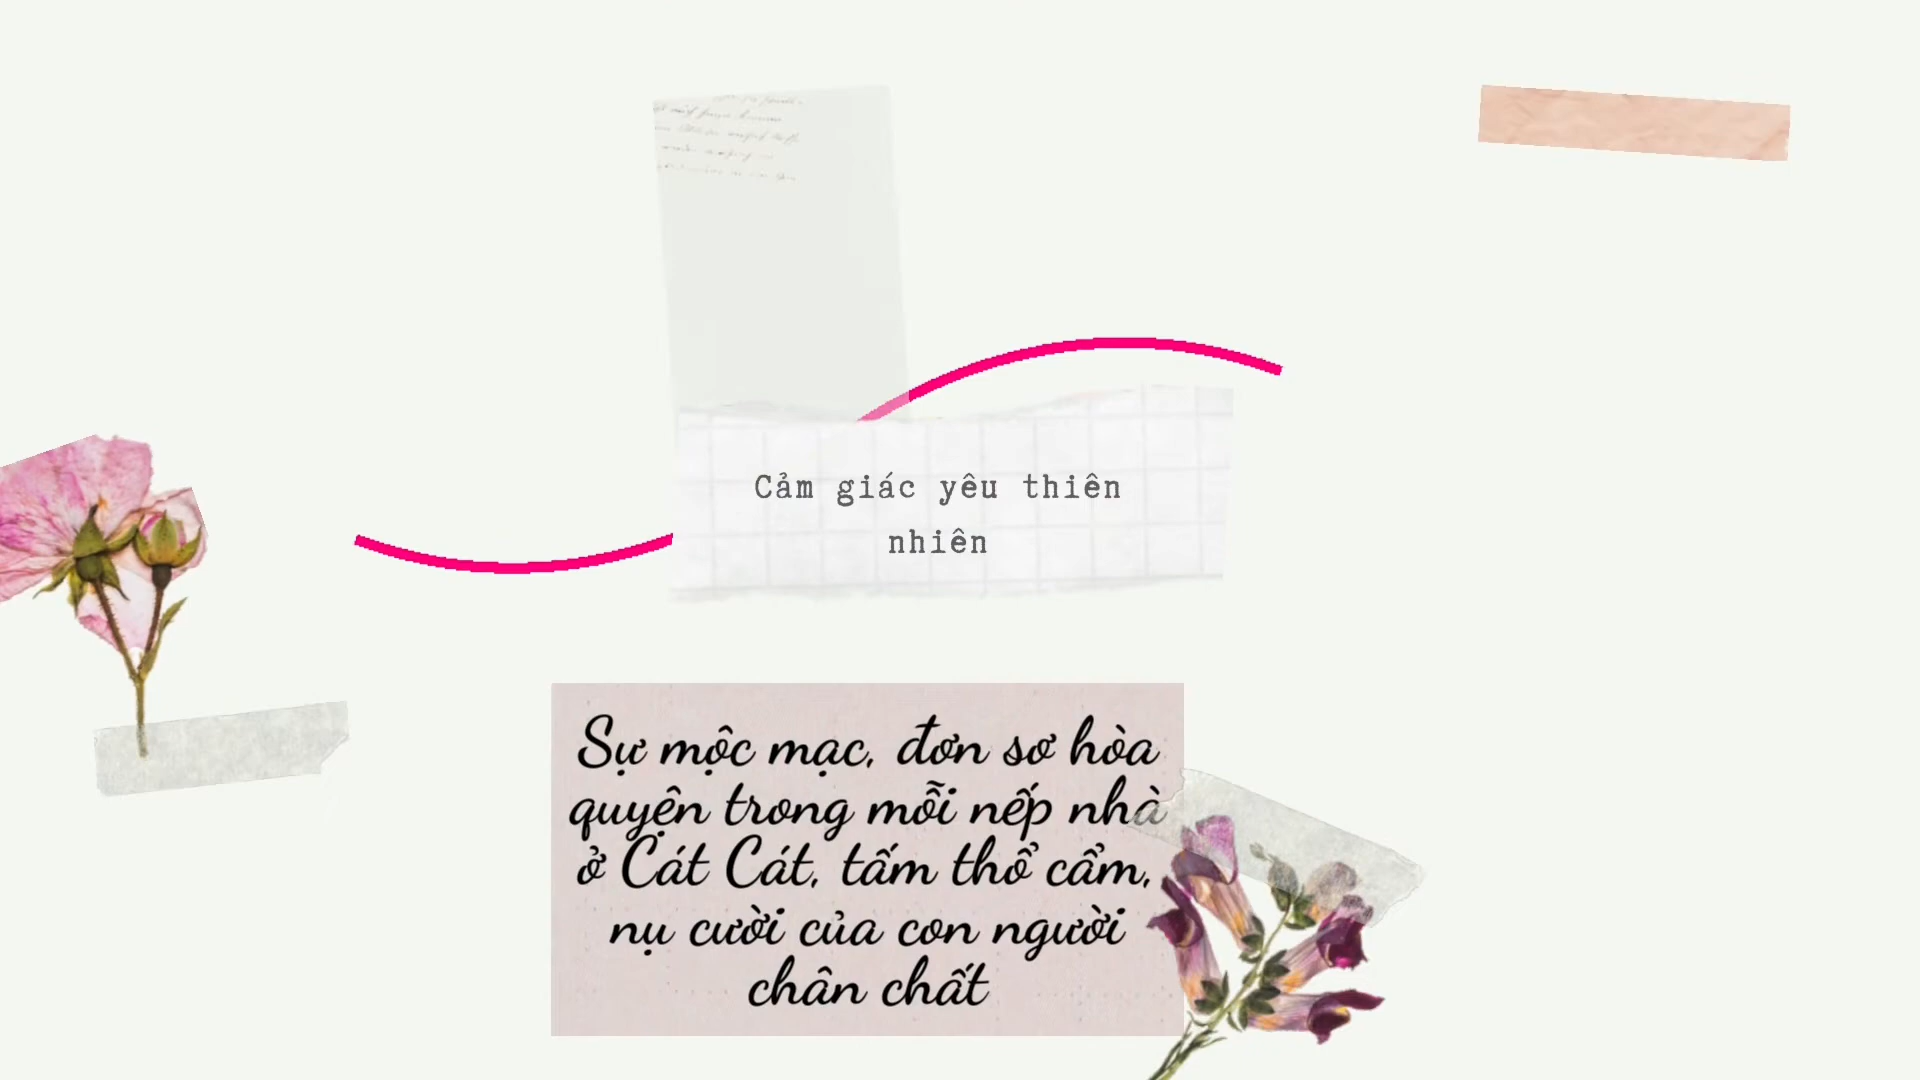 Cảm giác yêu thiên
nhiên
Sự mộc mạc, đơn sơ hòa
quyện trong mỗi nếp nhà
ở Cát Cát, tấm thổ cẩm,
nụ cười của con người
chân chất